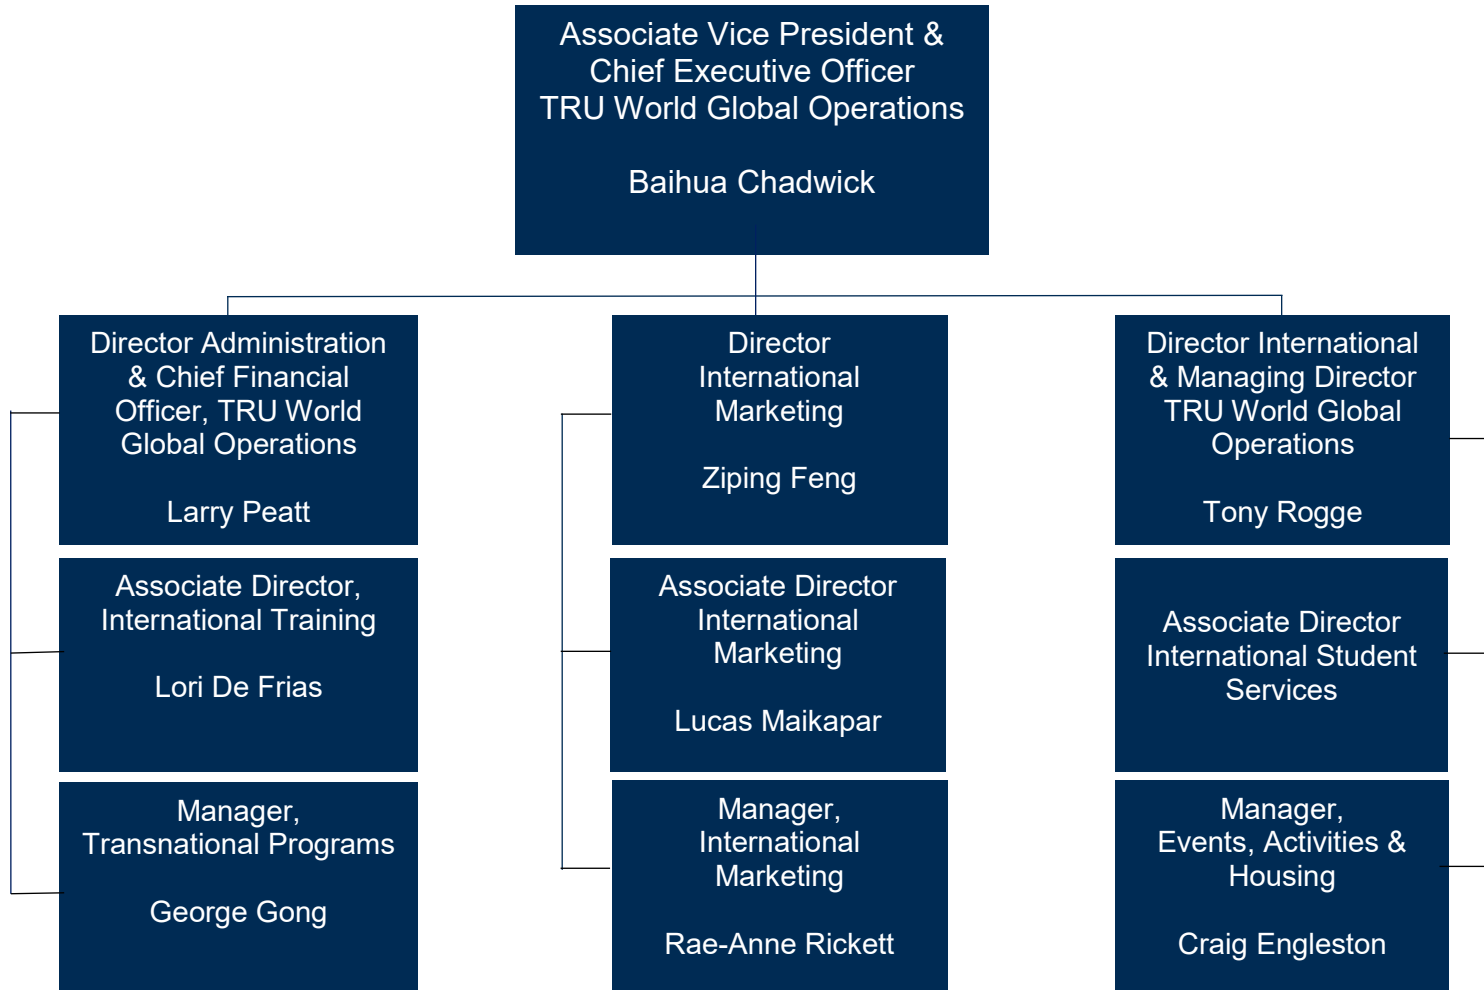 Associate Vice President &
Chief Executive Officer
TRU World Global Operations
Baihua Chadwick
Director Administration
& Chief Financial
Officer, TRU World
Global Operations
Larry Peatt
Director
International
Marketing
Ziping Feng
Director International
& Managing Director
TRU World Global
Operations
Tony Rogge
Associate Director,
International Training
Lori De Frias
Associate Director
International
Marketing
Lucas Maikapar
Associate Director
International Student
Services
Manager,
Transnational Programs
George Gong
Manager,
International
Marketing
Rae-Anne Rickett
Manager,
Events, Activities &
Housing
Craig Engleston